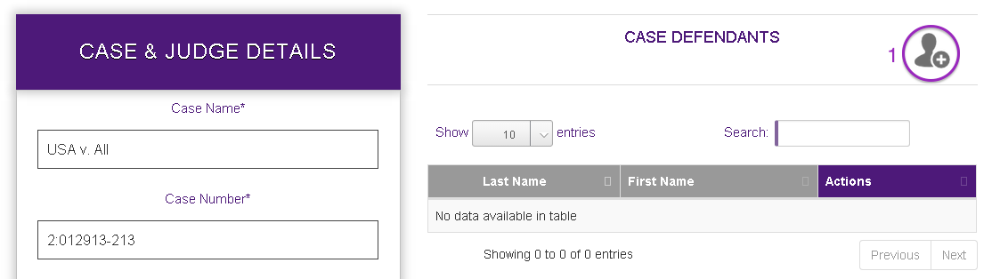 CASE & JUDGE DETAILS
Case Name*
USA v. All
Case Number*
2:012913-213
CASE DEFENDANTS
1
Show 10 entries
Search:
Last Name First Name Actions
No data available in table
Showing 0 to 0 of 0 entries
Previous Next